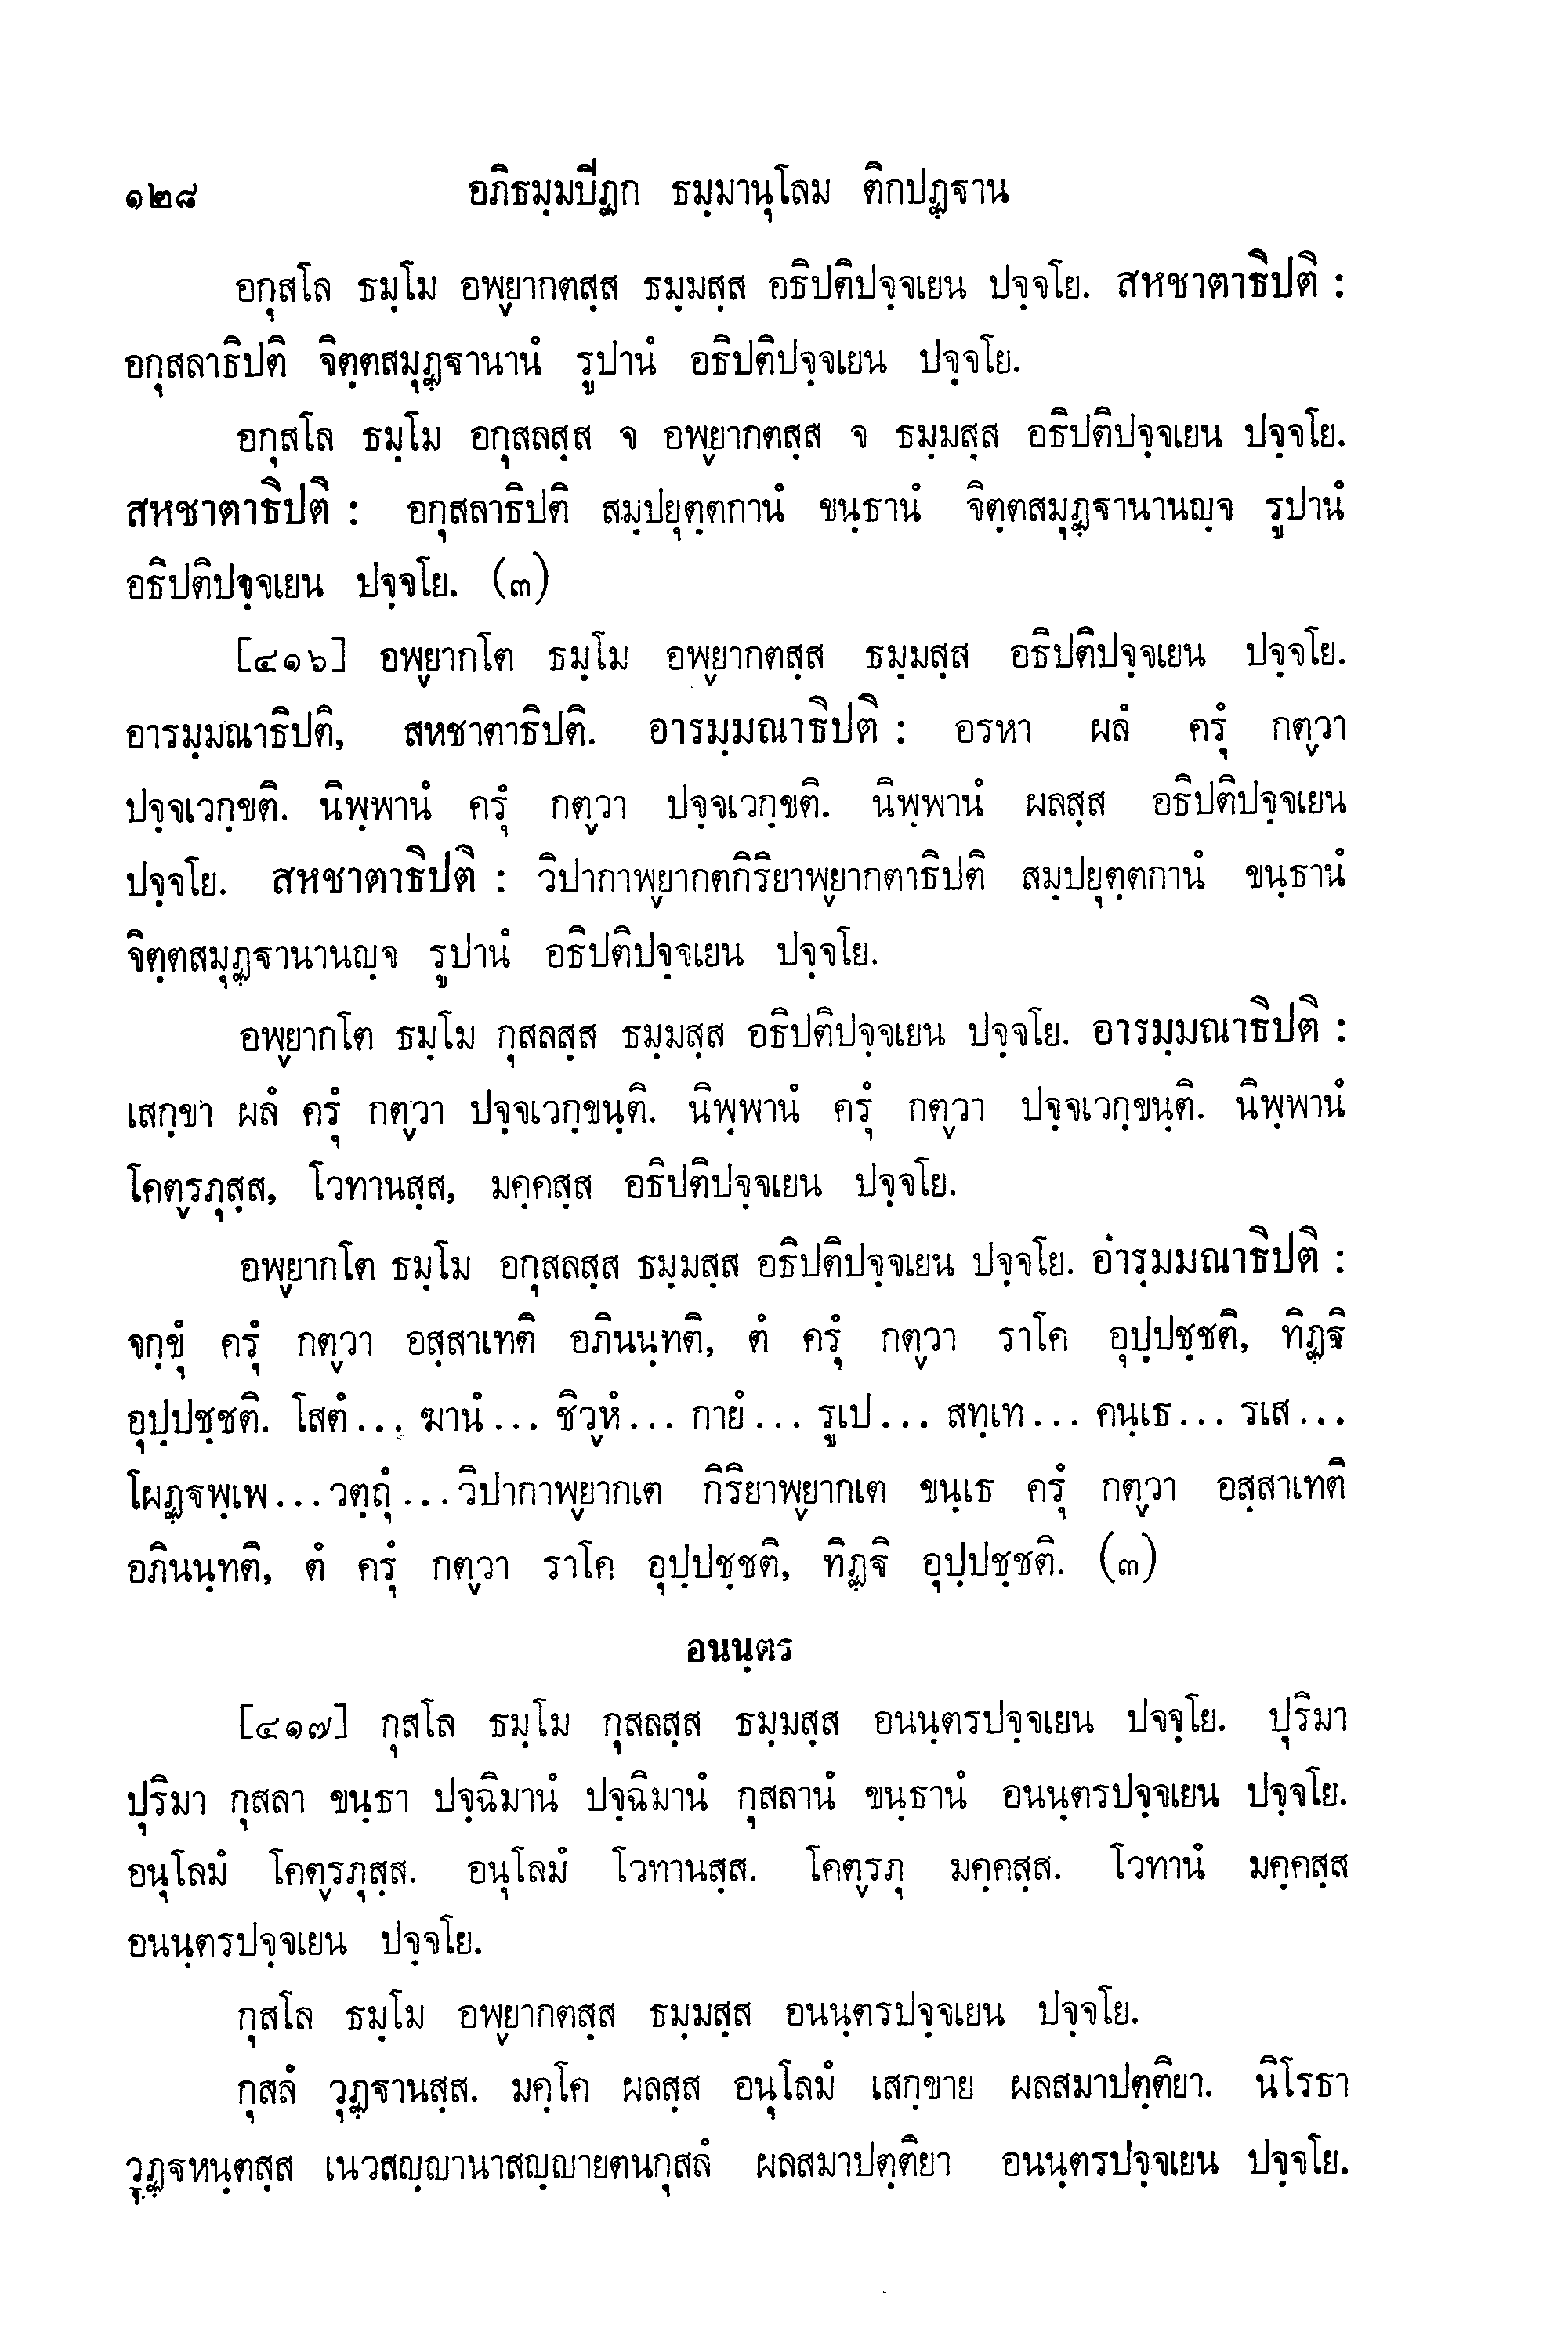 ๑๒๘ อภิธมฺมปิฏก ธมฺมานุโลม ติกปฏฺฐาน
อกุสโล ธมฺโม อพฺยากตสฺส ธมฺมสฺส อธิปติปจฺจเยน ปจฺจโย. สหชาตาธิปติ :
อกุสลาธิปติ จิตฺตสมุฏฺฐานานํ รูปานํ อธิปติปจฺจเยน ปจฺจโย.
อกุสโล ธมฺโม อกุสลสฺส จ อพฺยากตสฺส จ ธมฺมสฺส อธิปติปจฺจเยน ปจฺจโย.
สหชาตาธิปติ : อกุสลาธิปติ สมฺปยุตฺตกานํ ขนฺธานํ จิตฺตสมุฏฺฐานานญฺจ รูปานํ
อธิปติปจฺจเยน ปจฺจโย. (๓)
[๔๑๖] อพฺยากโต ธมฺโม อพฺยากตสฺส ธมฺมสฺส อธิปติปจฺจเยน ปจฺจโย.
อารมฺมณาธิปติ, สหชาตาธิปติ. อารมฺมณาธิปติ : อรหา ผลํ ครุํ กตฺวา
ปจฺจเวกฺขติ. นิพฺพานํ ครุํ กตฺวา ปจฺจเวกฺขติ. นิพฺพานํ ผลสฺส อธิปติปจฺจเยน
ปจฺจโย. สหชาตาธิปติ : วิปากาพฺยากตกิริยาพฺยากตาธิปติ สมฺปยุตฺตกานํ ขนฺธานํ
จิตฺตสมุฏฺฐานานญฺจ รูปานํ อธิปติปจฺจเยน ปจฺจโย.
อพฺยากโต ธมฺโม กุสลสฺส ธมฺมสฺส อธิปติปจฺจเยน ปจฺจโย. อารมฺมณาธิปติ :
เสกฺขา ผลํ ครุํ กตฺวา ปจฺจเวกฺขนฺติ. นิพฺพานํ ครุํ กตฺวา ปจฺจเวกฺขนฺติ. นิพฺพานํ
โคตฺรภุสฺส, โวทานสฺส, มคฺคสฺส อธิปติปจฺจเยน ปจฺจโย.
อพฺยากโต ธมฺโม อกุสลสฺส ธมฺมสฺส อธิปติปจฺจเยน ปจฺจโย. อารฺมมณาธิปติ :
จกฺขุํ ครุํ กตฺวา อสฺสาเทติ อภินนฺทติ, ตํ ครุํ กตฺวา ราโค อุปฺปชฺชติ, ทิฏฺฐิ
อุปฺปชฺชติ. โสตํ... ฆานํ... ชิวฺหํ... กายํ... รูเป... สทฺเท... คนฺเธ... รเส...
โผฏฺฐพฺเพ...วตฺถุํ...วิปากาพฺยากเต กิริยาพฺยากเต ขนฺเธ ครุํ กตฺวา อสฺสาเทติ
อภินนฺทติ, ตํ ครุํ กตฺวา ราโค อุปฺปชฺชติ, ทิฏฺฐิ อุปฺปชฺชติ. (๓)
อนนฺตร
[๔๑๗] กุสโล ธมฺโม กุสลสฺส ธมฺมสฺส อนนฺตรปจฺจเยน ปจจฺโย. ปุริมา
ปุริมา กุสลา ขนฺธา ปจฺฉิมานํ ปจฺฉิมานํ กุสลานํ ขนฺธานํ อนนฺตรปจฺจเยน ปจฺจโย.
อนุโลมํ โคตฺรภุสฺส. อนุโลมํ โวทานสฺส. โคตฺรภุ มคฺคสฺส. โวทานํ มคฺคสฺส
อนนฺตรปจฺจเยน ปจฺจโย.
กุสโล ธมฺโม อพฺยากตสฺส ธมฺมสฺส อนนฺตรปจฺจเยน ปจฺจโย.
กุสลํ วุฏฺฐานสฺส. มคฺโค ผลสฺส อนุโลมํ เสกฺขาย ผลสมาปตฺติยา. นิโรธา
วุฏฺฐหนฺตสฺส เนวสญฺญานาสญฺญายตนกุสลํ ผลสมาปตฺติยา อนนฺตรปจฺจเยน ปจฺจโย.